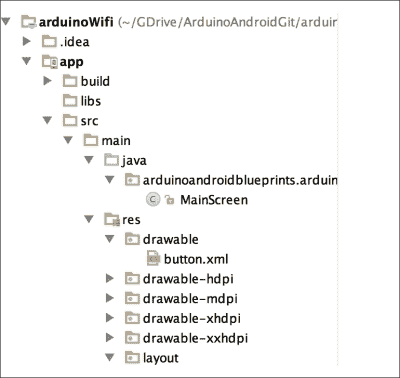 arduinoWifi (~/GDrive/ArduinoAndroidGit/arduin
.idea
app
build
libs
src
main
java
arduinoandroidblueprints.arduin
MainScreen
res
drawable
button.xml
drawable-hdpi
drawable-mdpi
drawable-xhdpi
drawable-xxhdpi
layout